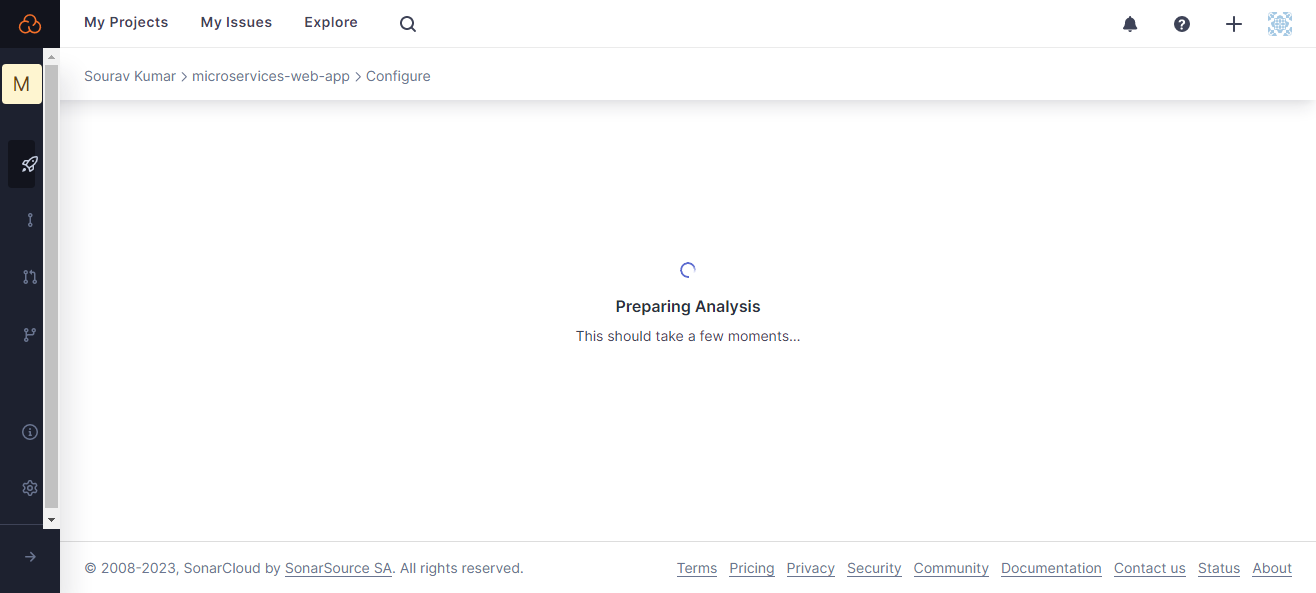 My Projects My Issues Explore
M
Sourav Kumar > microservices-web-app > Configure
Preparing Analysis
This should take a few moments...
© 2008-2023, SonarCloud by SonarSource SA. All rights reserved. Terms Pricing Privacy Security Community Documentation Contact us Status About